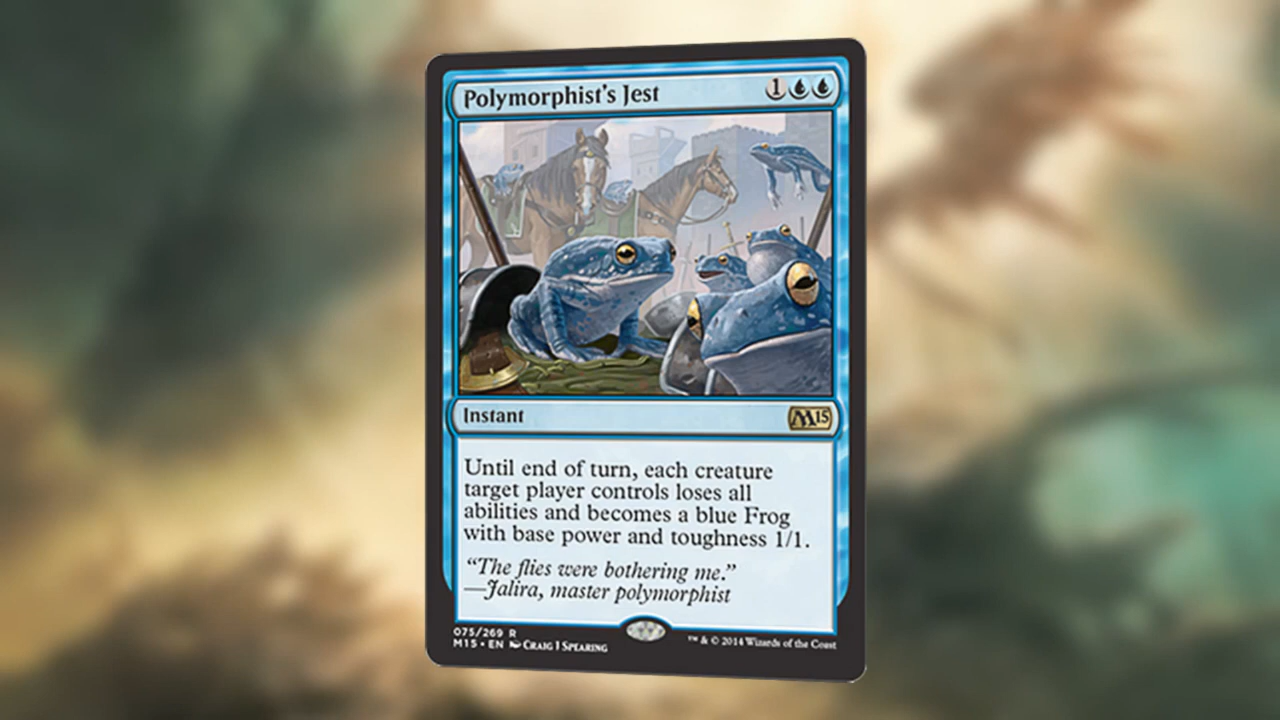 Polymorphist's Jest 1
Instant M15
Until end of turn, each creature
target player controls loses all
abilities and becomes a blue Frog
with base power and toughness 1/1.
“The flies were bothering me.”
—Jalira, master polymorphist
075/269 R
M15 • EN Craig J Spearing
™ & © 2014 Wizards of the Coast